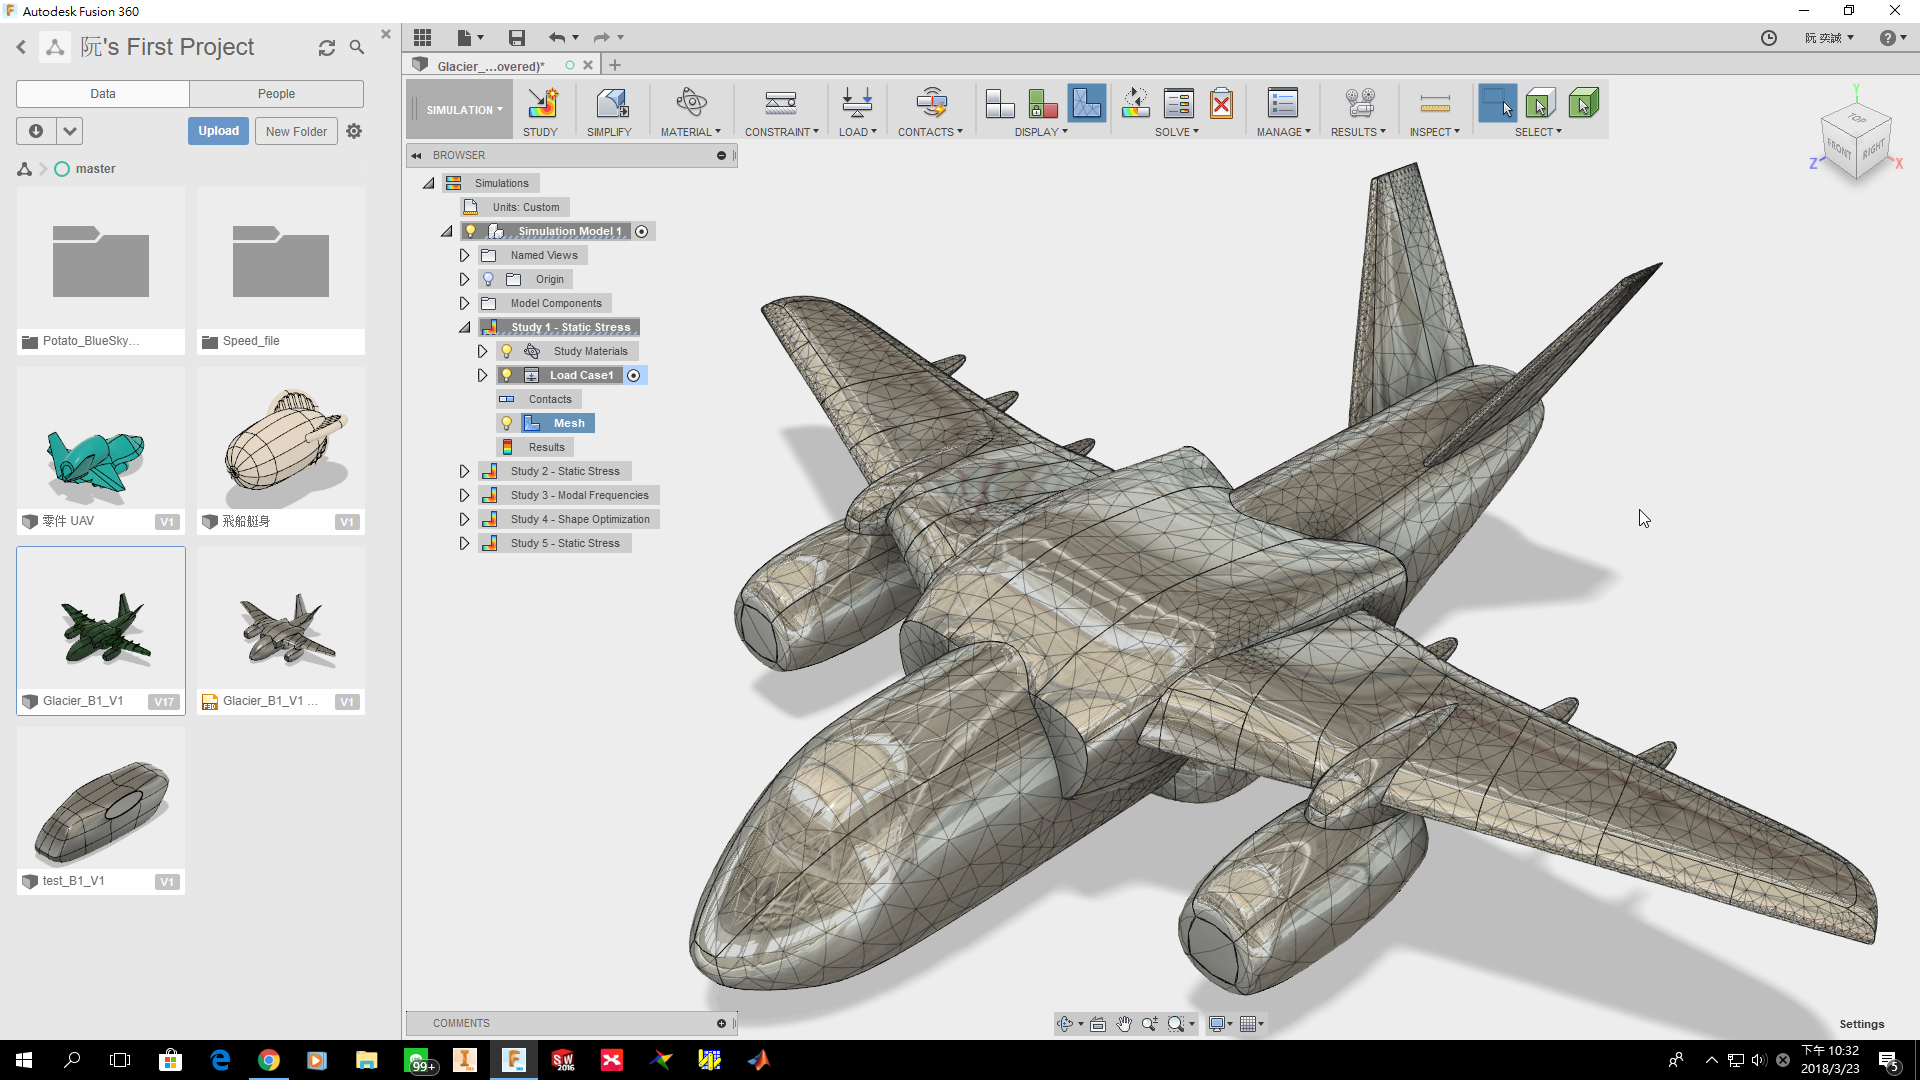 Autodesk Fusion 360
阮's First Project
Data
People
Upload
New Folder
master
Potato_BlueSky...
Speed_file
零件 UAV
V1
飛船艇身
V1
Glacier_B1_V1
V17
Glacier_B1_V1 ...
V1
test_B1_V1
V1
Glacier_...overed)*
阮 奕誠
SIMULATION
STUDY
SIMPLIFY
MATERIAL
CONSTRAINT
LOAD
CONTACTS
DISPLAY
SOLVE
MANAGE
RESULTS
INSPECT
SELECT
BROWSER
Simulations
Units: Custom
Simulation Model 1
Named Views
Origin
Model Components
Study 1 - Static Stress
Study Materials
Load Case1
Contacts
Mesh
Results
Study 2 - Static Stress
Study 3 - Modal Frequencies
Study 4 - Shape Optimization
Study 5 - Static Stress
Y
TOP
FRONT
RIGHT
Z
X
COMMENTS
Settings
99+
SW
2016
下午 10:32
2018/3/23
5